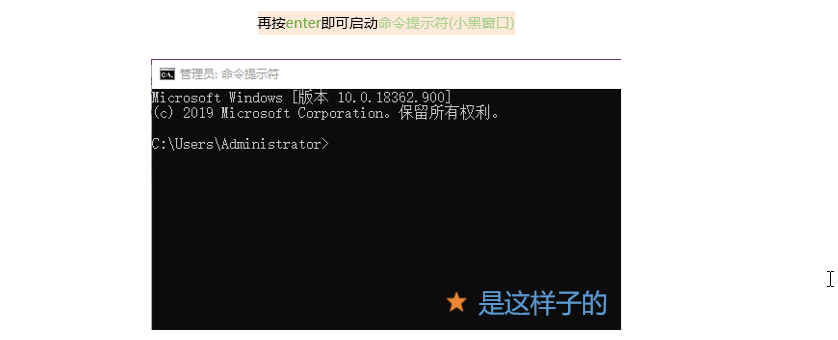 再按enter即可启动命令提示符(小黑窗口)
管理员: 命令提示符
Microsoft Windows [版本 10.0.18362.900]
(c) 2019 Microsoft Corporation。保留所有权利。
C:\Users\Administrator>
是这样子的